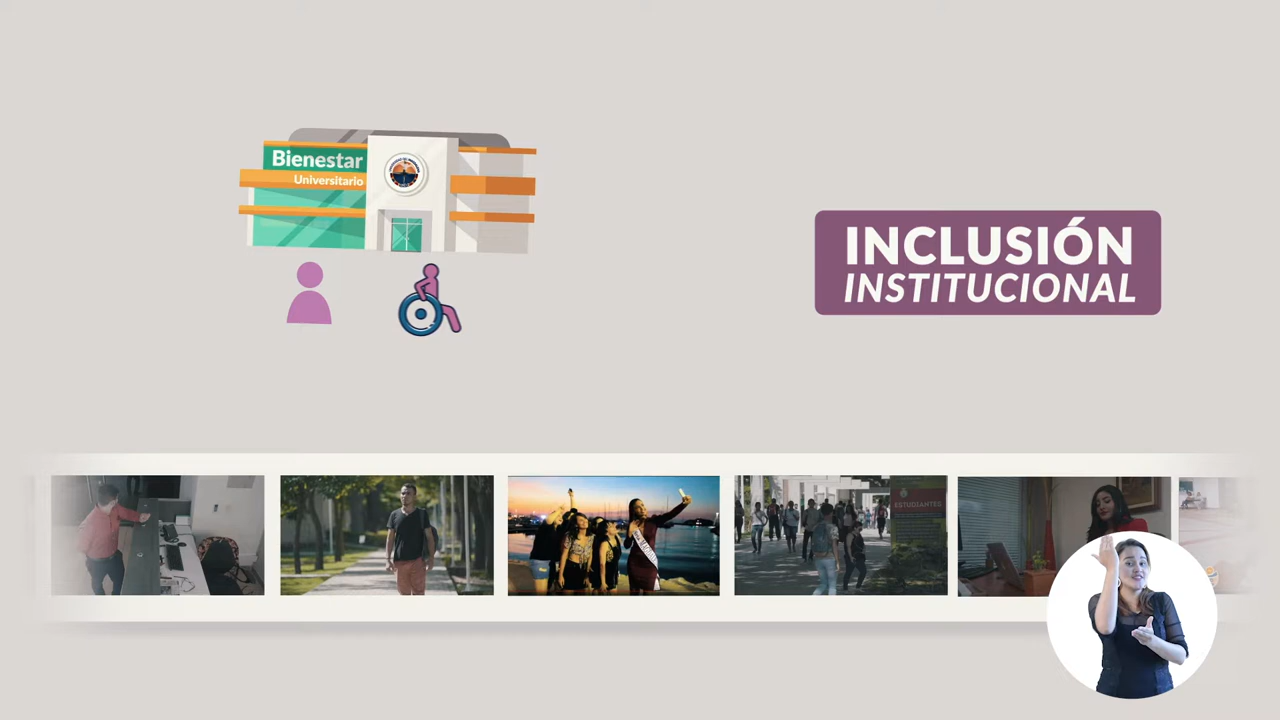 Bienestar
Universitario
INCLUSIÓN
INSTITUCIONAL
ESTUDIANTES